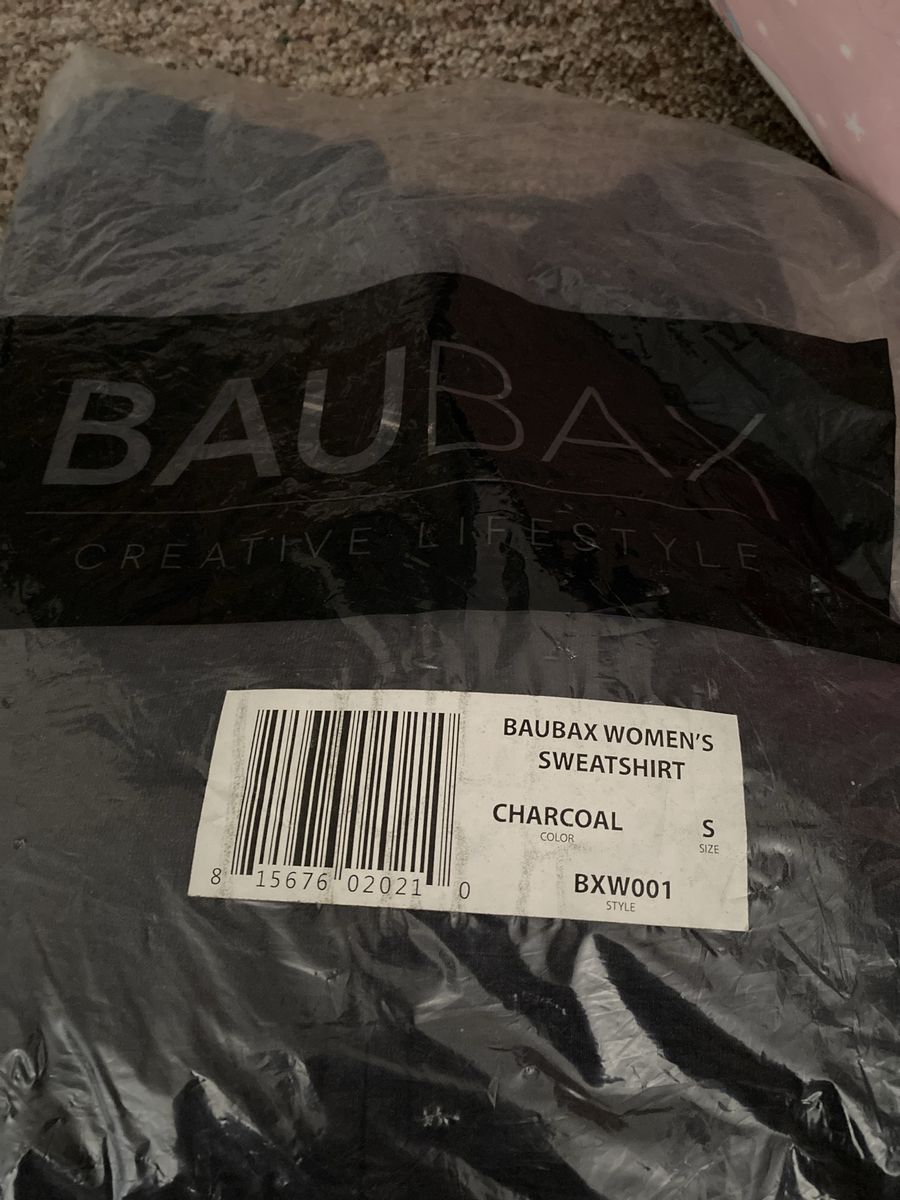 BAUBAX
CREATIVE LIFESTYLE
BAUBAX WOMEN'S
SWEATSHIRT
CHARCOAL
COLOR
S
SIZE
BXW001
STYLE
8 15676 02021 0